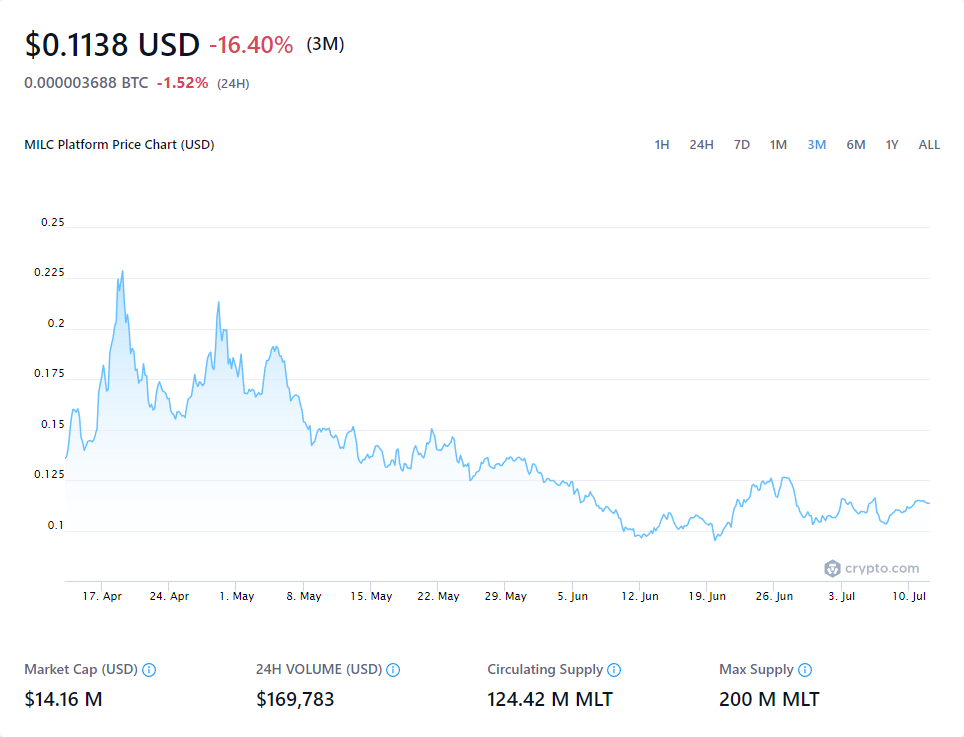 $0.1138 USD -16.40% (3M)
0.000003688 BTC -1.52% (24H)
MILC Platform Price Chart (USD) 1H 24H 7D 1M 3M 6M 1Y ALL
0.25
0.225
0.2
0.175
0.15
0.125
0.1
crypto.com
17. Apr 24. Apr 1. May 8. May 15. May 22. May 29. May 5. Jun 12. Jun 19. Jun 26. Jun 3. Jul 10. Jul
Market Cap (USD) 24H VOLUME (USD) Circulating Supply Max Supply
$14.16 M $169,783 124.42 M MLT 200 M MLT